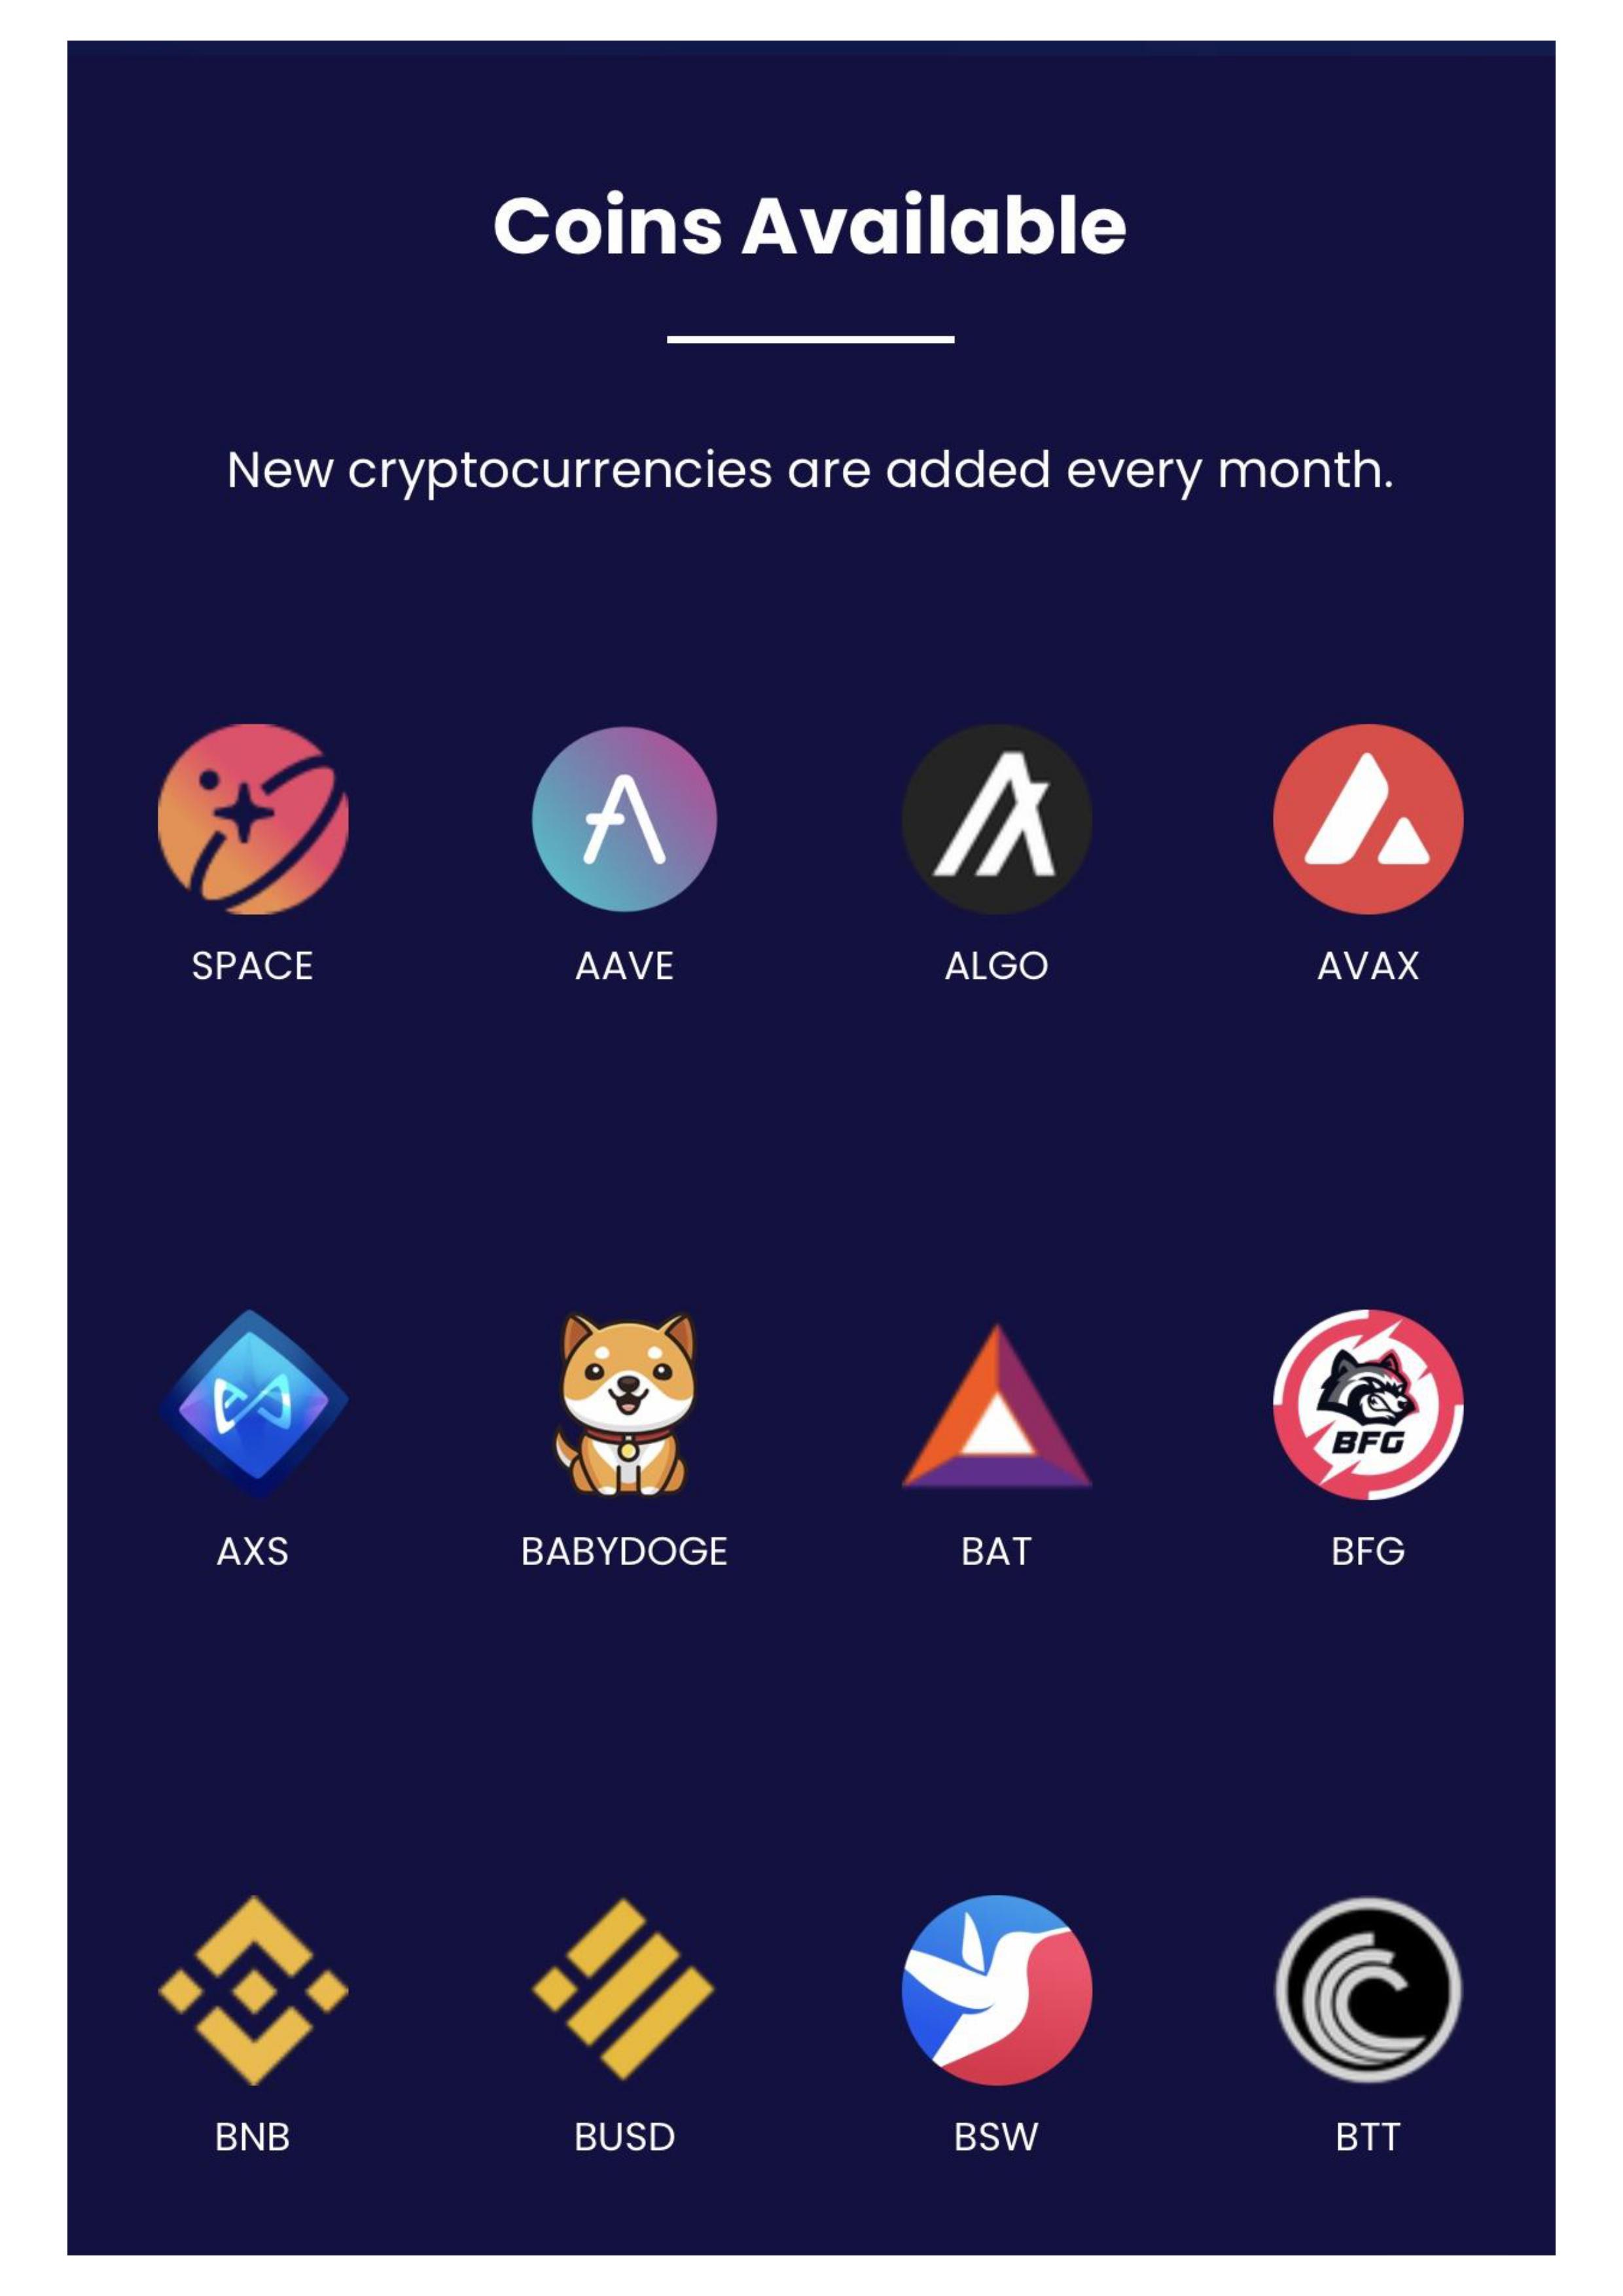 Coins Available
New cryptocurrencies are added every month.
SPACE AAVE ALGO AVAX
BFG
AXS BABYDOGE BAT BFG
BNB BUSD BSW BTT